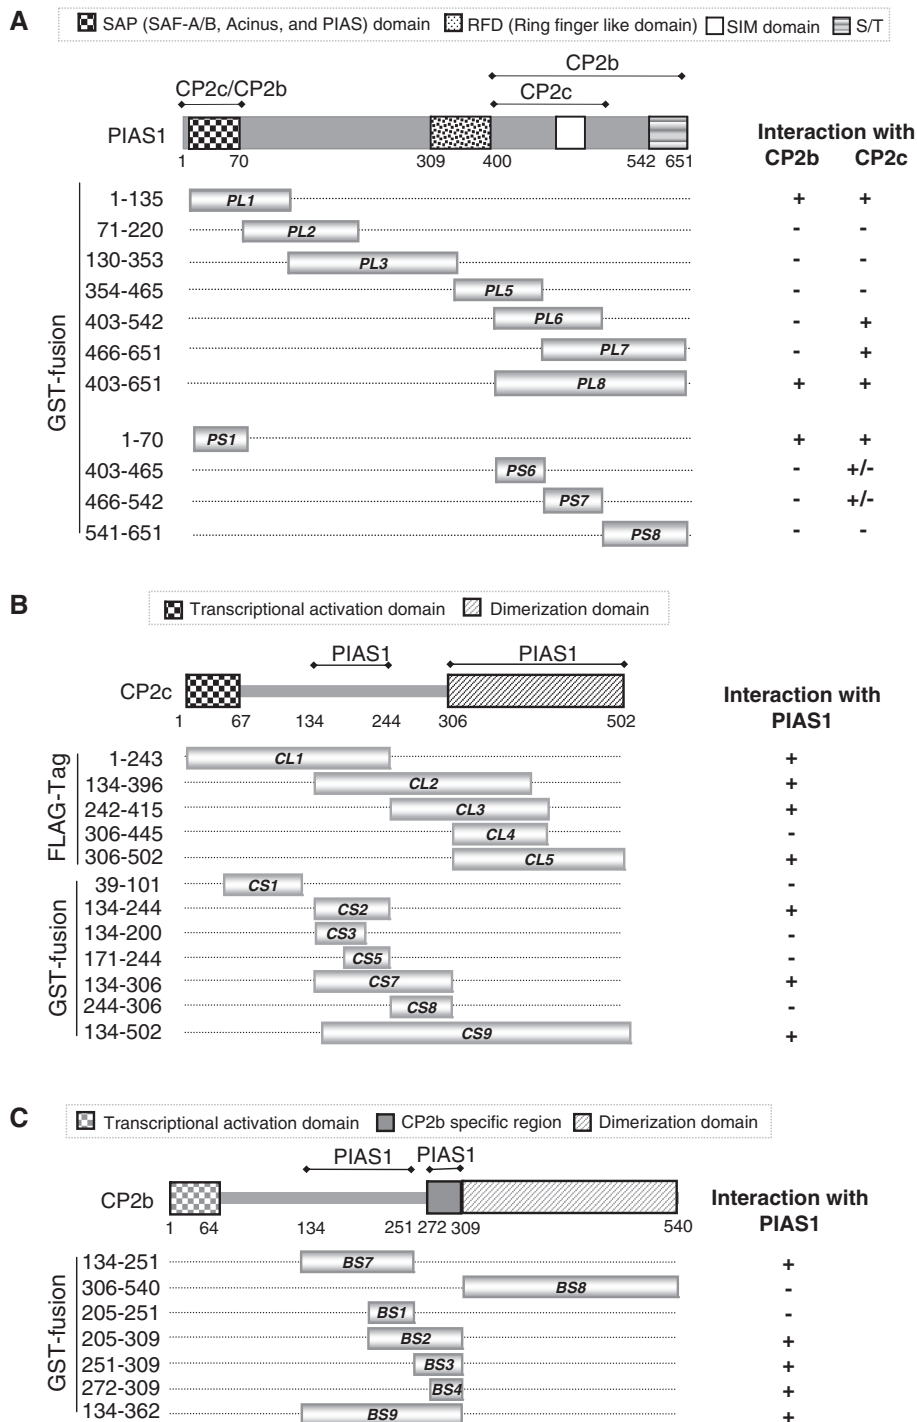 A
SAP (SAF-A/B, Acinus, and PIAS) domain RFD (Ring finger like domain) SIM domain S/T
CP2b
CP2c/CP2b CP2c
PIAS1
1 70 309 400 542 651
Interaction with
CP2b CP2c
GST-fusion
1-135 PL1 + +
71-220 PL2 - -
130-353 PL3 - -
354-465 PL5 - -
403-542 PL6 - +
466-651 PL7 - +
403-651 PL8 + +
1-70 PS1 + +
403-465 PS6 - +/-
466-542 PS7 - +/-
541-651 PS8 - -
B
Transcriptional activation domain Dimerization domain
PIAS1 PIAS1
CP2c
1 67 134 244 306 502
Interaction with
PIAS1
FLAG-Tag
1-243 CL1 +
134-396 CL2 +
242-415 CL3 +
306-445 CL4 -
306-502 CL5 +
GST-fusion
39-101 CS1 -
134-244 CS2 +
134-200 CS3 -
171-244 CS5 -
134-306 CS7 +
244-306 CS8 -
134-502 CS9 +
C
Transcriptional activation domain CP2b specific region Dimerization domain
PIAS1 PIAS1
CP2b
1 64 134 251 272 309 540
Interaction with
PIAS1
GST-fusion
134-251 BS7 +
306-540 BS8 -
205-251 BS1 -
205-309 BS2 +
251-309 BS3 +
272-309 BS4 +
134-362 BS9 +